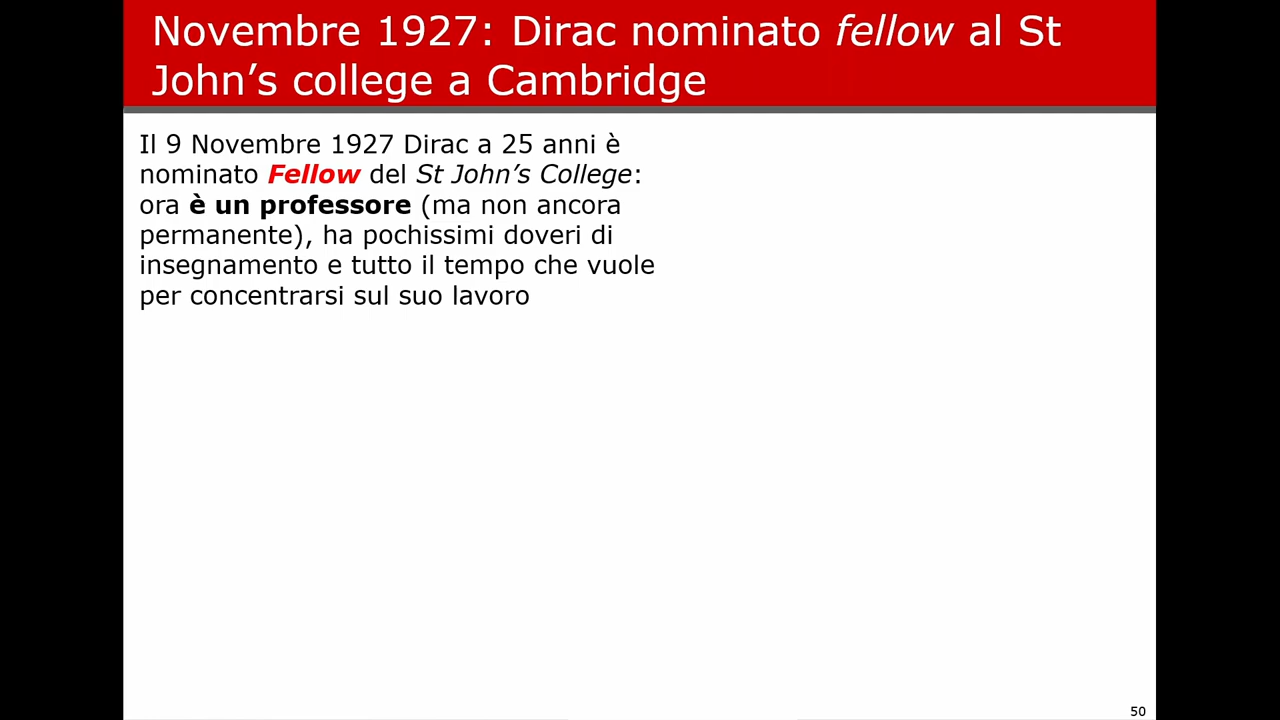 Novembre 1927: Dirac nominato fellow al St
John’s college a Cambridge
Il 9 Novembre 1927 Dirac a 25 anni è
nominato Fellow del St John’s College:
ora è un professore (ma non ancora
permanente), ha pochissimi doveri di
insegnamento e tutto il tempo che vuole
per concentrarsi sul suo lavoro
50